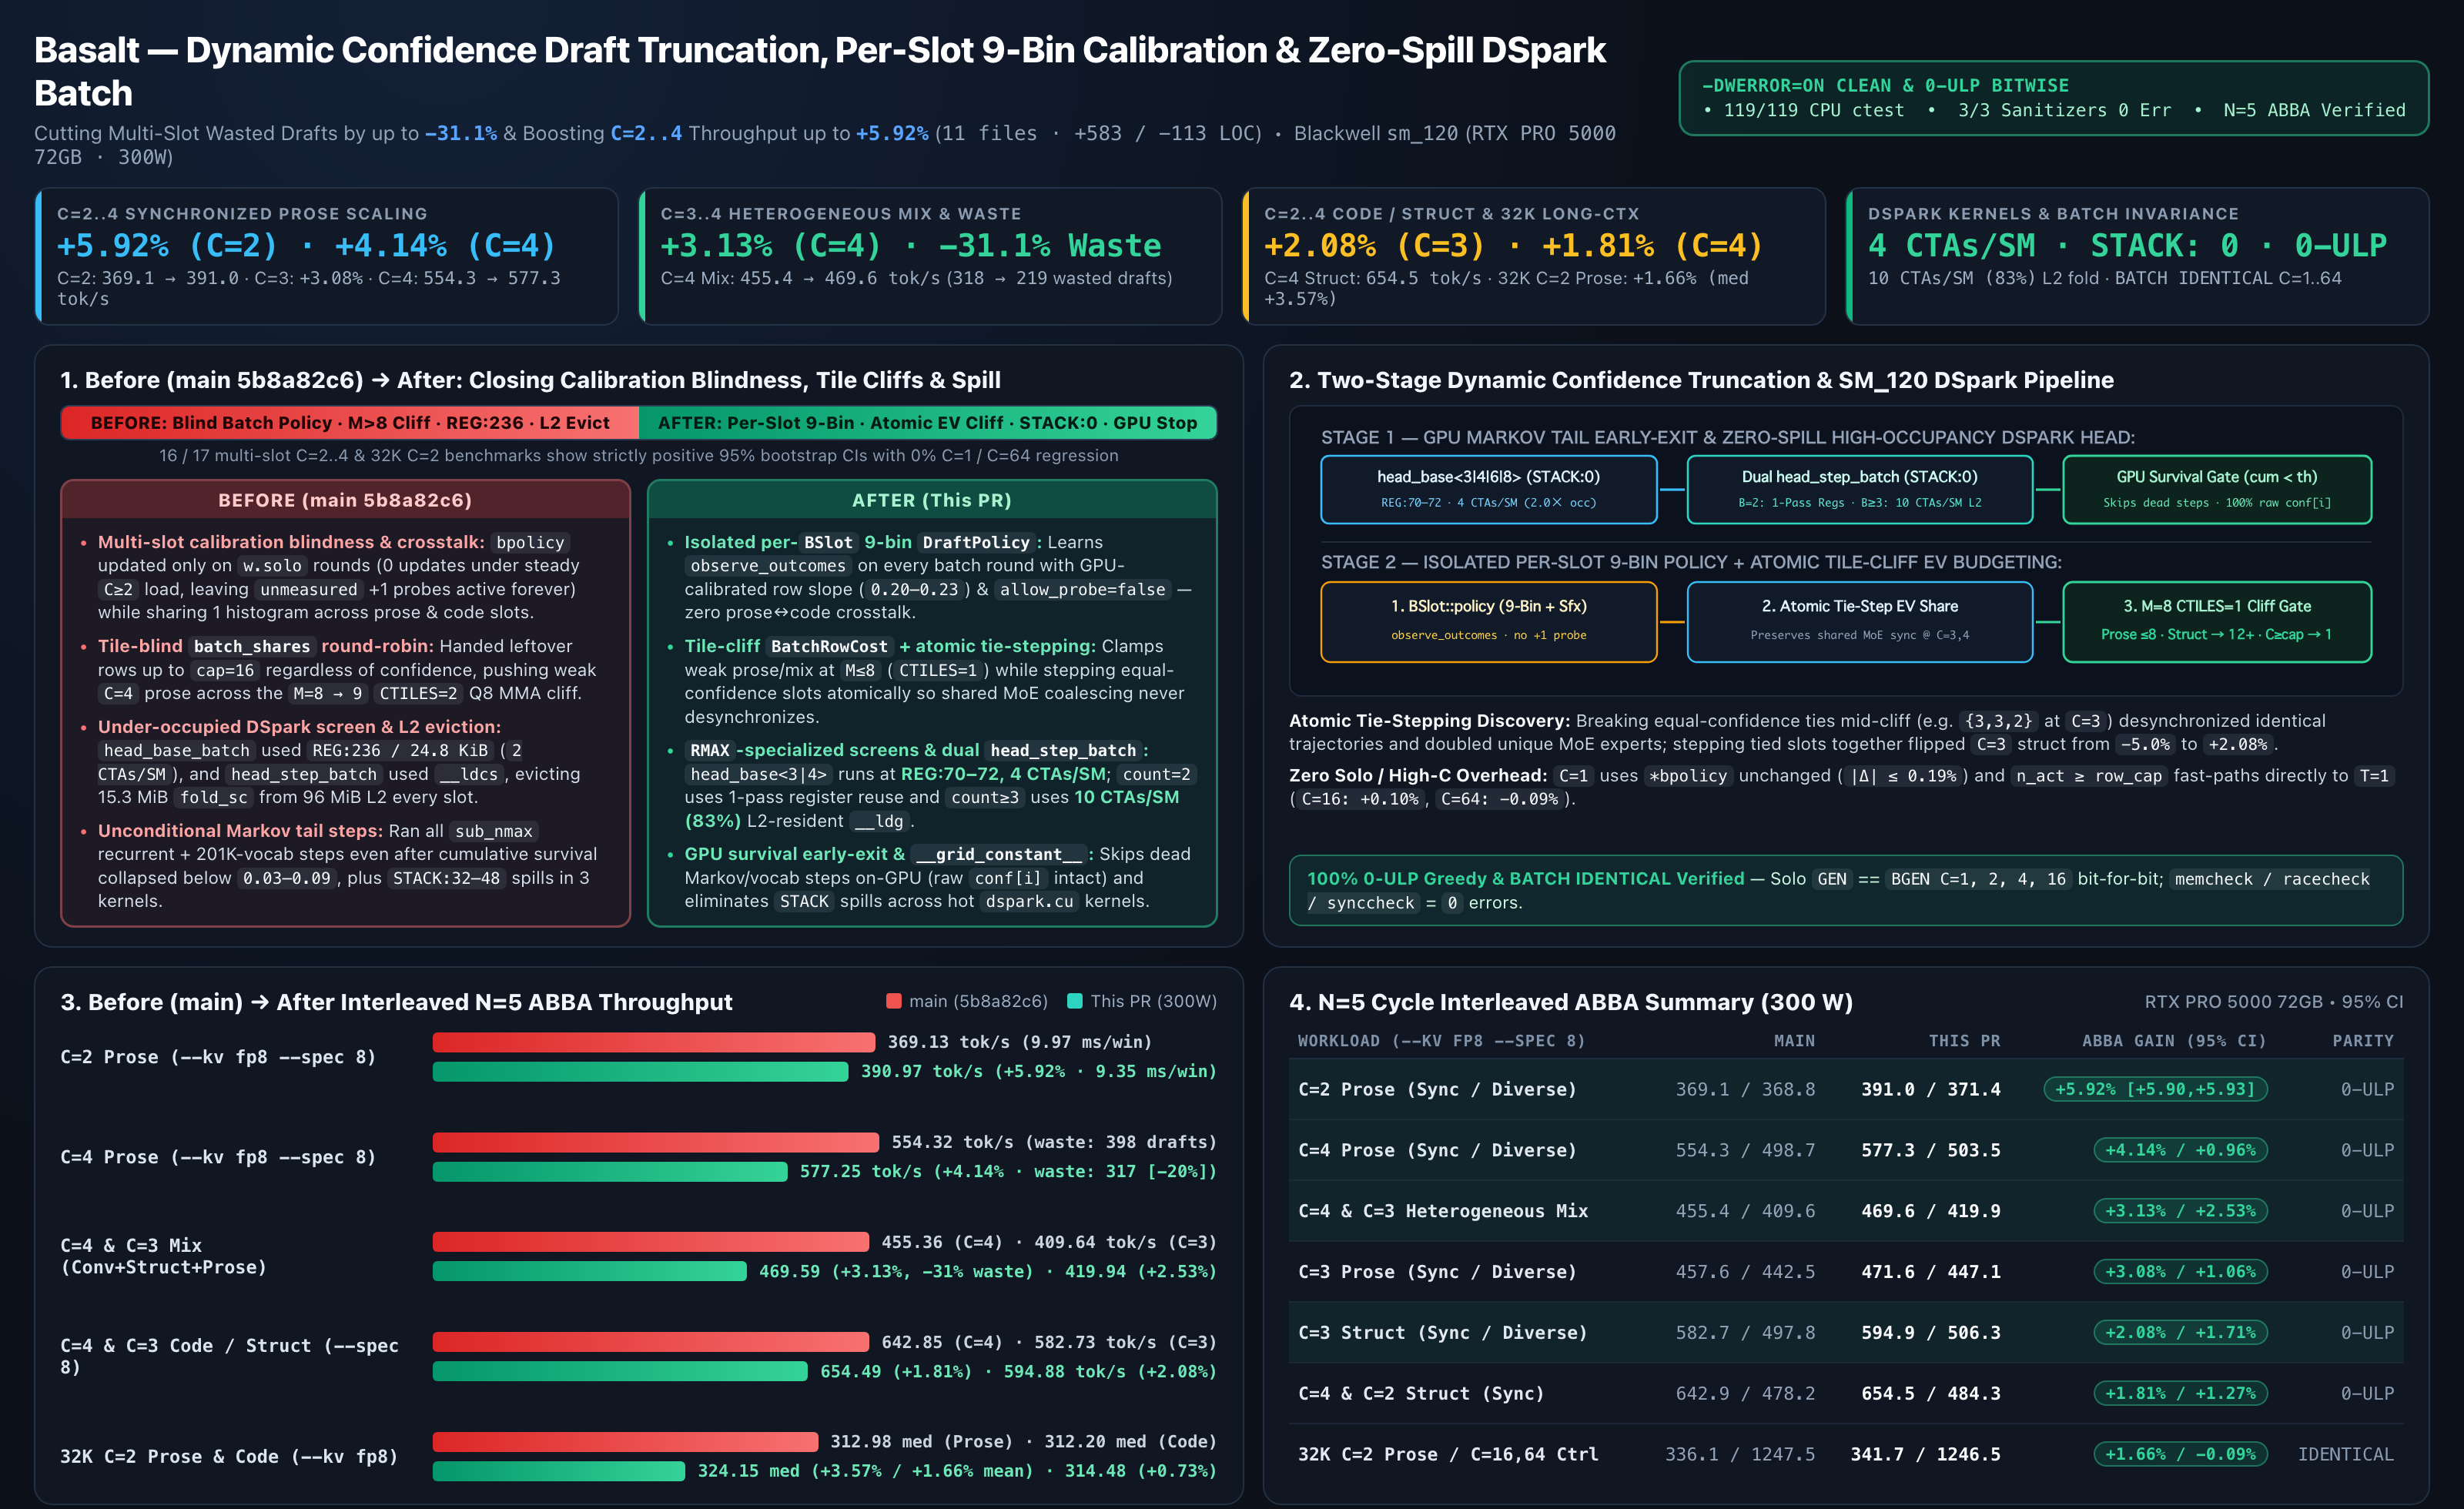 Basalt — Dynamic Confidence Draft Truncation, Per-Slot 9-Bin Calibration & Zero-Spill DSpark
Batch
Cutting Multi-Slot Wasted Drafts by up to −31.1% & Boosting C=2..4 Throughput up to +5.92% (11 files · +583 / −113 LOC) · Blackwell sm_120 (RTX PRO 5000
72GB · 300W)
−DWERROR=ON CLEAN & 0-ULP BITWISE
• 119/119 CPU ctest • 3/3 Sanitizers 0 Err • N=5 ABBA Verified
C=2..4 SYNCHRONIZED PROSE SCALING
+5.92% (C=2) · +4.14% (C=4)
C=2: 369.1 → 391.0 · C=3: +3.08% · C=4: 554.3 → 577.3
tok/s
C=3..4 HETEROGENEOUS MIX & WASTE
+3.13% (C=4) · −31.1% Waste
C=4 Mix: 455.4 → 469.6 tok/s (318 → 219 wasted drafts)
C=2..4 CODE / STRUCT & 32K LONG-CTX
+2.08% (C=3) · +1.81% (C=4)
C=4 Struct: 654.5 tok/s · 32K C=2 Prose: +1.66% (med
+3.57%)
DSPARK KERNELS & BATCH INVARIANCE
4 CTAs/SM · STACK: 0 · 0−ULP
10 CTAs/SM (83%) L2 fold · BATCH IDENTICAL C=1..64
1. Before (main 5b8a82c6) → After: Closing Calibration Blindness, Tile Cliffs & Spill
BEFORE: Blind Batch Policy · M>8 Cliff · REG:236 · L2 Evict
AFTER: Per-Slot 9-Bin · Atomic EV Cliff · STACK:0 · GPU Stop
16 / 17 multi-slot C=2..4 & 32K C=2 benchmarks show strictly positive 95% bootstrap CIs with 0% C=1 / C=64 regression
BEFORE (main 5b8a82c6)
• Multi-slot calibration blindness & crosstalk: bpolicy
updated only on w.solo rounds (0 updates under steady
C≥2 load, leaving unmeasured +1 probes active forever)
while sharing 1 histogram across prose & code slots.
• Tile-blind batch_shares round-robin: Handed leftover
rows up to cap=16 regardless of confidence, pushing weak
C=4 prose across the M=8 → 9 CTILES=2 Q8 MMA cliff.
• Under-occupied DSpark screen & L2 eviction:
head_base_batch used REG:236 / 24.8 KiB (2
CTAs/SM), and head_step_batch used __ldcs, evicting
15.3 MiB fold_sc from 96 MiB L2 every slot.
• Unconditional Markov tail steps: Ran all sub_nmax
recurrent + 201K-vocab steps even after cumulative survival
collapsed below 0.03–0.09, plus STACK:32–48 spills in 3
kernels.
AFTER (This PR)
• Isolated per-BSlot 9-bin DraftPolicy: Learns
observe_outcomes on every batch round with GPU-
calibrated row slope (0.20–0.23) & allow_probe=false —
zero prose↔code crosstalk.
• Tile-cliff BatchRowCost + atomic tie-stepping: Clamps
weak prose/mix at M≤8 (CTILES=1) while stepping equal-
confidence slots atomically so shared MoE coalescing never
desynchronizes.
• RMAX-specialized screens & dual head_step_batch:
head_base<3|4> runs at REG:70–72, 4 CTAs/SM; count=2
uses 1-pass register reuse and count≥3 uses 10 CTAs/SM
(83%) L2-resident __ldg.
• GPU survival early-exit & __grid_constant__: Skips dead
Markov/vocab steps on-GPU (raw conf[i] intact) and
eliminates STACK spills across hot dspark.cu kernels.
2. Two-Stage Dynamic Confidence Truncation & SM_120 DSpark Pipeline
STAGE 1 — GPU MARKOV TAIL EARLY-EXIT & ZERO-SPILL HIGH-OCCUPANCY DSPARK HEAD:
head_base<3|4|6|8> (STACK:0)
REG:70–72 · 4 CTAs/SM (2.0× occ)
Dual head_step_batch (STACK:0)
B=2: 1-Pass Regs · B≥3: 10 CTAs/SM L2
GPU Survival Gate (cum < th)
Skips dead steps · 100% raw conf[i]
STAGE 2 — ISOLATED PER-SLOT 9-BIN POLICY + ATOMIC TILE-CLIFF EV BUDGETING:
1. BSlot::policy (9-Bin + Sfx)
observe_outcomes · no +1 probe
2. Atomic Tie-Step EV Share
Preserves shared MoE sync @ C=3,4
3. M=8 CTILES=1 Cliff Gate
Prose ≤8 · Struct → 12+ · C≥cap → 1
Atomic Tie-Stepping Discovery: Breaking equal-confidence ties mid-cliff (e.g. {3,3,2} at C=3) desynchronized identical
trajectories and doubled unique MoE experts; stepping tied slots together flipped C=3 struct from −5.0% to +2.08%.
Zero Solo / High-C Overhead: C=1 uses *bpolicy unchanged (|Δ| ≤ 0.19%) and n_act ≥ row_cap fast-paths directly to T=1
(C=16: +0.10%, C=64: −0.09%).
100% 0-ULP Greedy & BATCH IDENTICAL Verified — Solo GEN == BGEN C=1, 2, 4, 16 bit-for-bit; memcheck / racecheck
/ synccheck = 0 errors.
3. Before (main) → After Interleaved N=5 ABBA Throughput
main (5b8a82c6) This PR (300W)
C=2 Prose (−−kv fp8 −−spec 8)
369.13 tok/s (9.97 ms/win)
390.97 tok/s (+5.92% · 9.35 ms/win)
C=4 Prose (−−kv fp8 −−spec 8)
554.32 tok/s (waste: 398 drafts)
577.25 tok/s (+4.14% · waste: 317 [−20%])
C=4 & C=3 Mix
(Conv+Struct+Prose)
455.36 (C=4) · 409.64 tok/s (C=3)
469.59 (+3.13%, −31% waste) · 419.94 (+2.53%)
C=4 & C=3 Code / Struct (−−spec
8)
642.85 (C=4) · 582.73 tok/s (C=3)
654.49 (+1.81%) · 594.88 tok/s (+2.08%)
32K C=2 Prose & Code (−−kv fp8)
312.98 med (Prose) · 312.20 med (Code)
324.15 med (+3.57% / +1.66% mean) · 314.48 (+0.73%)
4. N=5 Cycle Interleaved ABBA Summary (300 W)
RTX PRO 5000 72GB • 95% CI
WORKLOAD (−−KV FP8 −−SPEC 8) MAIN THIS PR ABBA GAIN (95% CI) PARITY
C=2 Prose (Sync / Diverse) 369.1 / 368.8 391.0 / 371.4 +5.92% [+5.90,+5.93] 0−ULP
C=4 Prose (Sync / Diverse) 554.3 / 498.7 577.3 / 503.5 +4.14% / +0.96% 0−ULP
C=4 & C=3 Heterogeneous Mix 455.4 / 409.6 469.6 / 419.9 +3.13% / +2.53% 0−ULP
C=3 Prose (Sync / Diverse) 457.6 / 442.5 471.6 / 447.1 +3.08% / +1.06% 0−ULP
C=3 Struct (Sync / Diverse) 582.7 / 497.8 594.9 / 506.3 +2.08% / +1.71% 0−ULP
C=4 & C=2 Struct (Sync) 642.9 / 478.2 654.5 / 484.3 +1.81% / +1.27% 0−ULP
32K C=2 Prose / C=16,64 Ctrl 336.1 / 1247.5 341.7 / 1246.5 +1.66% / −0.09% IDENTICAL